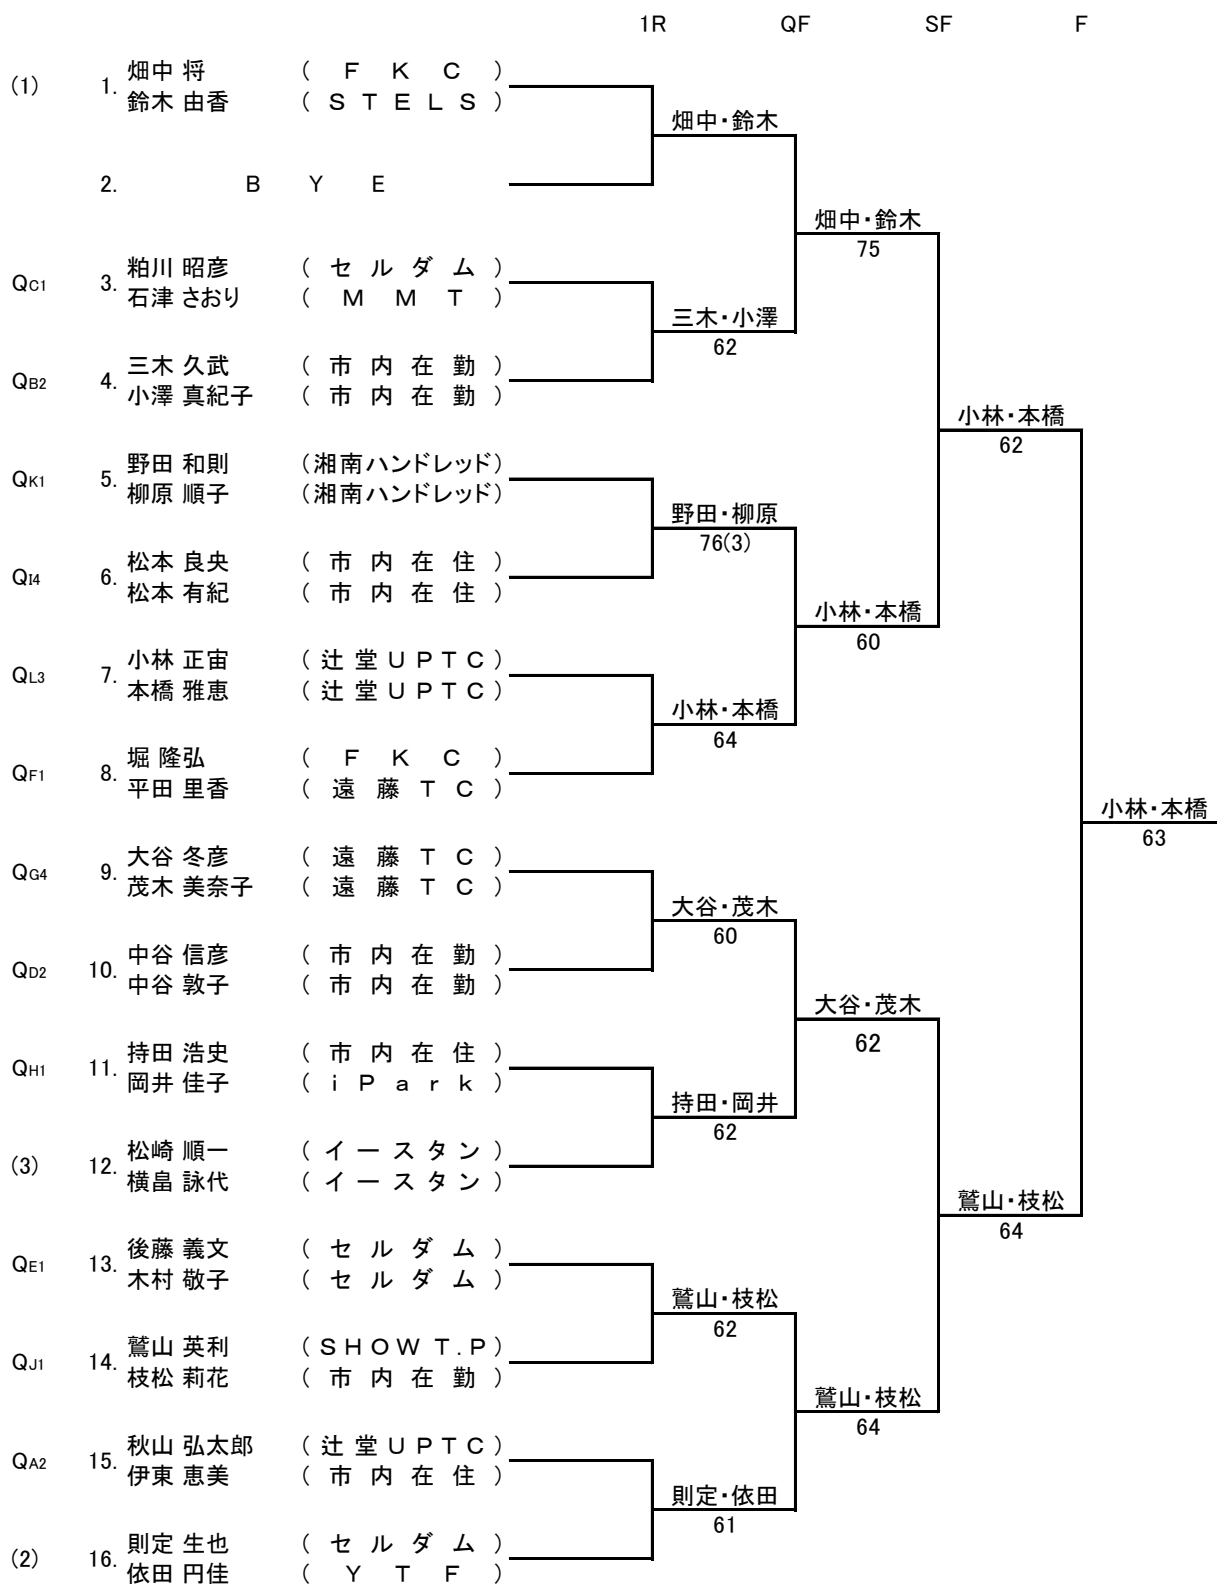 1R QF SF F
(1) 1. 畑中 将 ( F K C )
鈴木 由香 ( S T E L S )
畑中・鈴木
2. B Y E
畑中・鈴木
75
QC1 3. 粕川 昭彦 ( セ ル ダ ム )
石津 さおり ( M M T )
三木・小澤
62
QB2 4. 三木 久武 ( 市 内 在 勤 )
小澤 真紀子 ( 市 内 在 勤 )
小林・本橋
62
QK1 5. 野田 和則 (湘南ハンドレッド)
柳原 順子 (湘南ハンドレッド)
野田・柳原
76(3)
QI4 6. 松本 良央 ( 市 内 在 住 )
松本 有紀 ( 市 内 在 住 )
小林・本橋
60
QL3 7. 小林 正宙 ( 辻 堂 U P T C )
本橋 雅恵 ( 辻 堂 U P T C )
小林・本橋
64
QF1 8. 堀 隆弘 ( F K C )
平田 里香 ( 遠 藤 T C )
小林・本橋
63
QG4 9. 大谷 冬彦 ( 遠 藤 T C )
茂木 美奈子 ( 遠 藤 T C )
大谷・茂木
60
QD2 10. 中谷 信彦 ( 市 内 在 勤 )
中谷 敦子 ( 市 内 在 勤 )
大谷・茂木
62
QH1 11. 持田 浩史 ( 市 内 在 住 )
岡井 佳子 ( i P a r k )
持田・岡井
62
(3) 12. 松崎 順一 ( イ ー ス タ ン )
横畠 詠代 ( イ ー ス タ ン )
鷲山・枝松
64
QE1 13. 後藤 義文 ( セ ル ダ ム )
木村 敬子 ( セ ル ダ ム )
鷲山・枝松
62
QJ1 14. 鷲山 英利 ( S H O W T . P )
枝松 莉花 ( 市 内 在 勤 )
鷲山・枝松
64
QA2 15. 秋山 弘太郎 ( 辻 堂 U P T C )
伊東 恵美 ( 市 内 在 住 )
則定・依田
61
(2) 16. 則定 生也 ( セ ル ダ ム )
依田 円佳 ( Y T F )